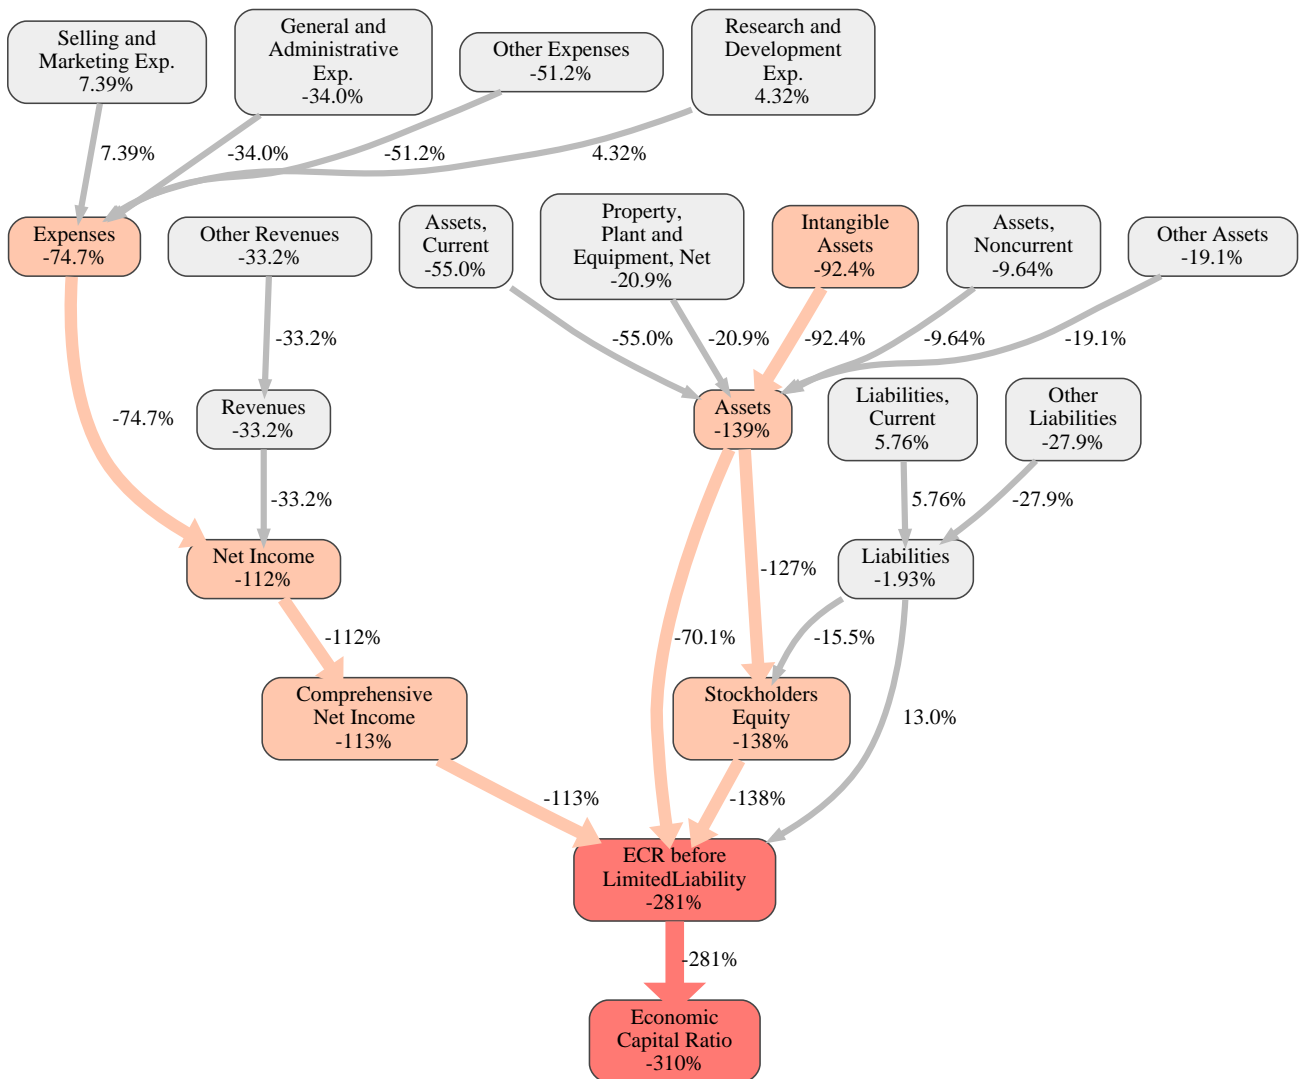 Selling and
Marketing Exp.
7.39%
General and
Administrative
Exp.
-34.0%
Other Expenses
-51.2%
Research and
Development
Exp.
4.32%
7.39%
-34.0%
-51.2%
4.32%
Expenses
-74.7%
Other Revenues
-33.2%
Assets,
Current
-55.0%
Property,
Plant and
Equipment, Net
-20.9%
Intangible
Assets
-92.4%
Assets,
Noncurrent
-9.64%
Other Assets
-19.1%
-33.2%
-55.0%
-20.9%
-92.4%
-9.64%
-19.1%
-74.7%
Revenues
-33.2%
Assets
-139%
Liabilities,
Current
5.76%
Other
Liabilities
-27.9%
-33.2%
5.76%
-27.9%
Net Income
-112%
-127%
Liabilities
-1.93%
-112%
-70.1%
-15.5%
Comprehensive
Net Income
-113%
Stockholders
Equity
-138%
13.0%
-113%
-138%
ECR before
LimitedLiability
-281%
-281%
Economic
Capital Ratio
-310%